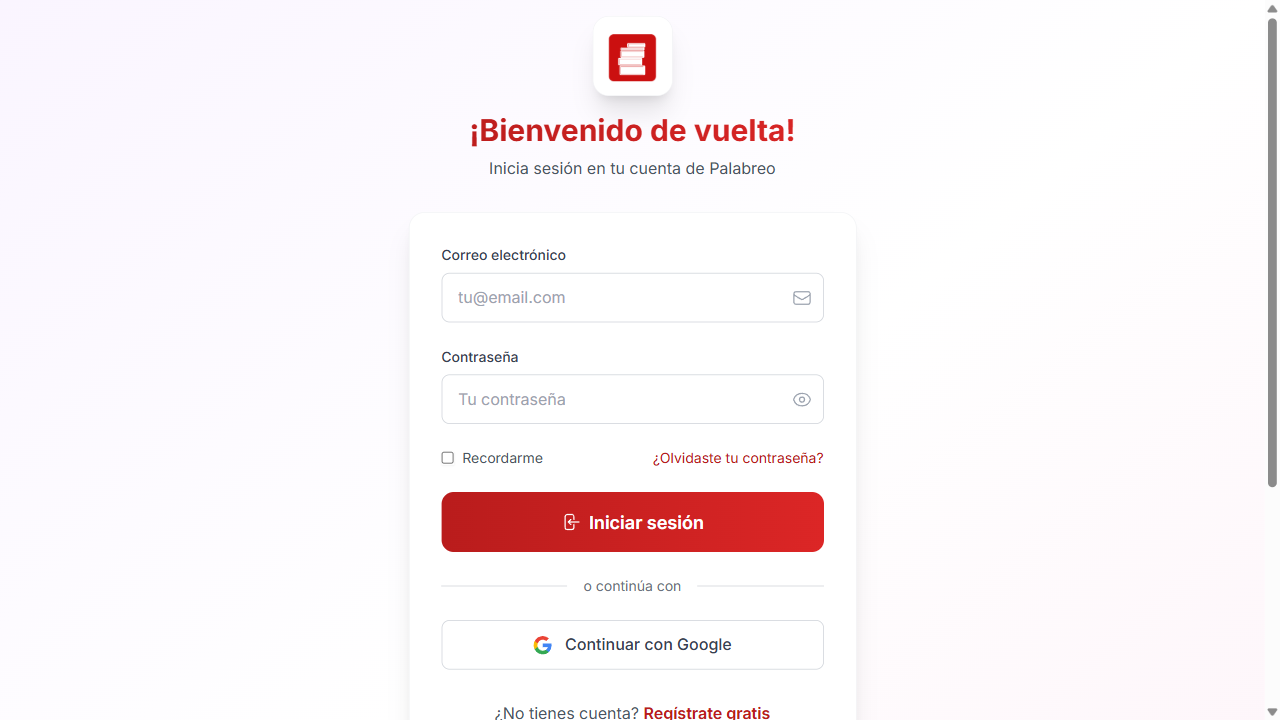 ¡Bienvenido de vuelta!
Inicia sesión en tu cuenta de Palabreo
Correo electrónico
tu@email.com
Contraseña
Tu contraseña
Recordarme
¿Olvidaste tu contraseña?
Iniciar sesión
o continúa con
Continuar con Google
¿No tienes cuenta? Regístrate gratis